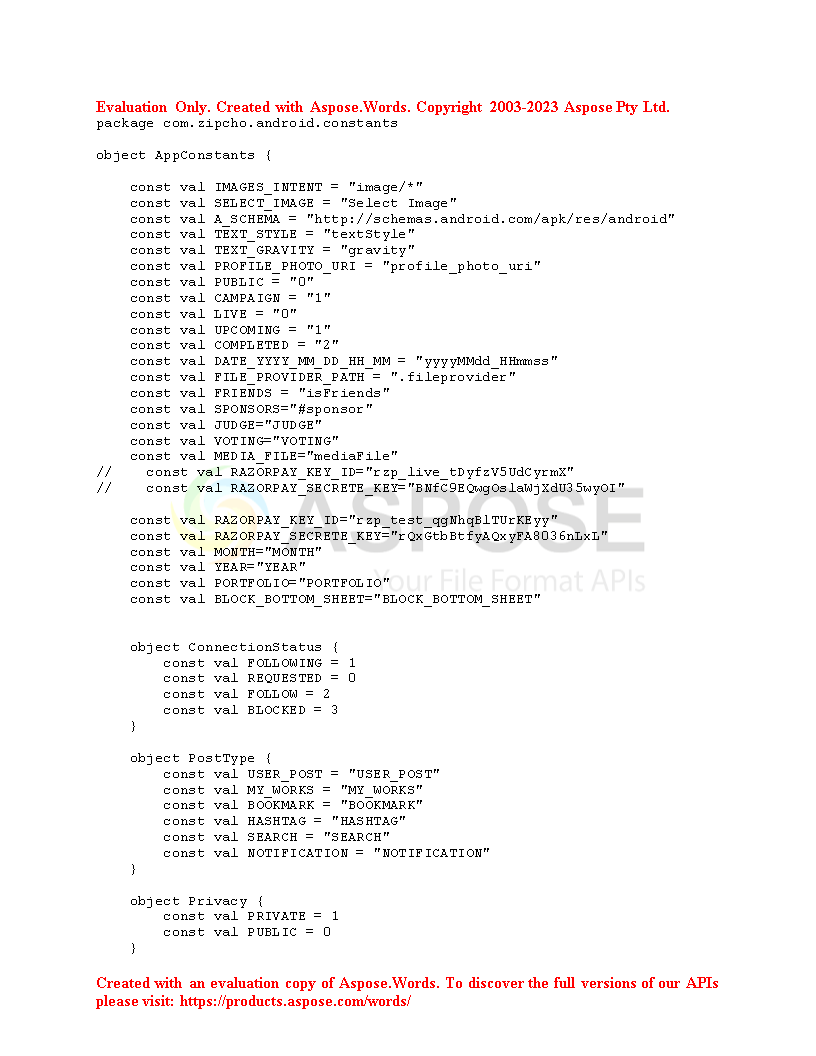 Evaluation Only. Created with Aspose.Words. Copyright 2003-2023 Aspose Pty Ltd.
package com.zipcho.android.constants
object AppConstants {
const val IMAGES_INTENT = "image/*"
const val SELECT_IMAGE = "Select Image"
const val A_SCHEMA = "http://schemas.android.com/apk/res/android"
const val TEXT_STYLE = "textStyle"
const val TEXT_GRAVITY = "gravity"
const val PROFILE_PHOTO_URI = "profile_photo_uri"
const val PUBLIC = "0"
const val CAMPAIGN = "1"
const val LIVE = "0"
const val UPCOMING = "1"
const val COMPLETED = "2"
const val DATE_YYYY_MM_DD_HH_MM = "yyyyMMdd_HHmmss"
const val FILE_PROVIDER_PATH = ".fileprovider"
const val FRIENDS = "isFriends"
const val SPONSORS="#sponsor"
const val JUDGE="JUDGE"
const val VOTING="VOTING"
const val MEDIA_FILE="mediaFile"
// const val RAZORPAY_KEY_ID=
// const val RAZORPAY_SECRETE_KEY=
const val RAZORPAY_KEY_ID=
const val RAZORPAY_SECRETE_KEY=
const val MONTH="MONTH"
const val YEAR="YEAR"
const val PORTFOLIO="PORTFOLIO"
const val BLOCK_BOTTOM_SHEET="BLOCK_BOTTOM_SHEET"
ASPOSE
Your File Format APIs
object ConnectionStatus {
const val FOLLOWING = 1
const val REQUESTED = 0
const val FOLLOW = 2
const val BLOCKED = 3
}
object PostType {
const val USER_POST = "USER_POST"
const val MY_WORKS = "MY_WORKS"
const val BOOKMARK = "BOOKMARK"
const val HASHTAG = "HASHTAG"
const val SEARCH = "SEARCH"
const val NOTIFICATION = "NOTIFICATION"
}
object Privacy {
const val PRIVATE = 1
const val PUBLIC = 0
}
Created with an evaluation copy of Aspose.Words. To discover the full versions of our APIs
please visit: https://products.aspose.com/words/